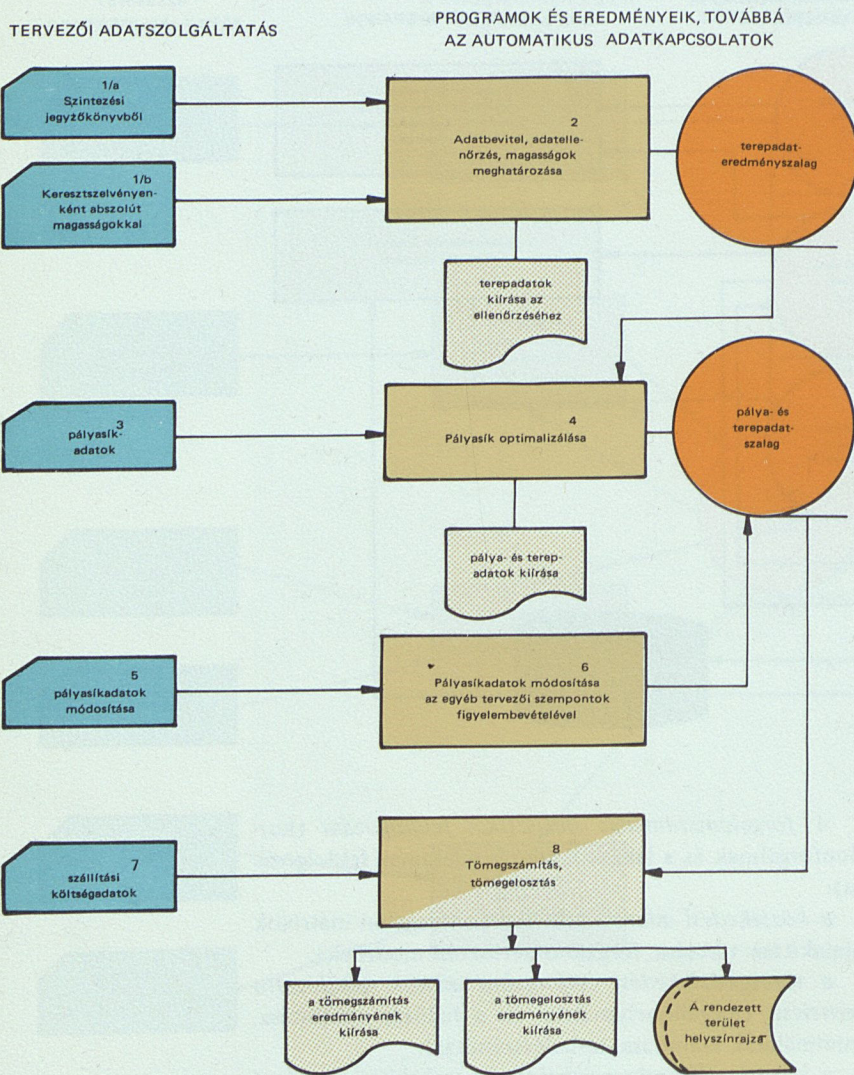 TERVEZŐI ADATSZOLGÁLTATÁS
PROGRAMOK ÉS EREDMÉNYEIK, TOVÁBBÁ
AZ AUTOMATIKUS ADATKAPCSOLATOK
1/a
Szintezési
jegyzőkönyvből
2
Adatbevitel, adatelle-
nőrzés, magasságok
meghatározása
terepadat-
eredményszalag
1/b
Keresztszelvényen-
ként abszolút
magasságokkal
terepadatok
kiírása az
ellenőrzéséhez
3
pályasík-
adatok
4
Pályasík optimalizálása
pálya- és
terepadat-
szalag
pálya- és terep-
adatok kiírása
5
pályasíkadatok
módosítása
6
Pályasíkadatok módosítása
az egyéb tervezői szempontok
figyelembevételével
7
szállítási
költségadatok
8
Tömegszámítás,
tömegelosztás
a tömegszámítás
eredményének
kiírása
a tömegelosztás
eredményének
kiírása
A rendezett
terület
helyszínrajza